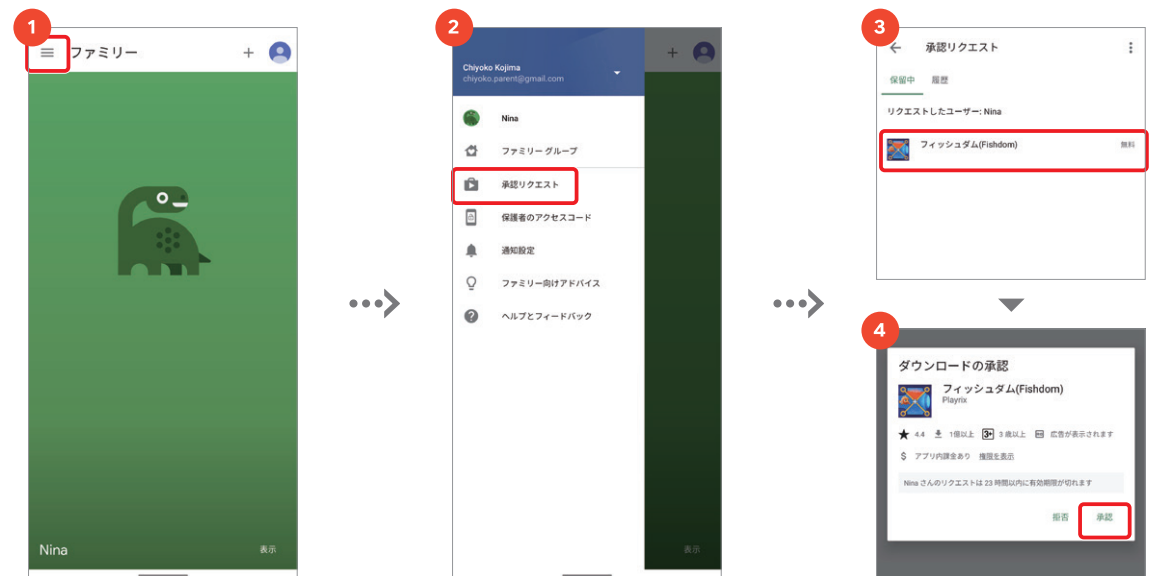 1
ファミリー
Nina
表示
2
Chiyoko Kojima
chiyoko.parent@gmail.com
Nina
ファミリー グループ
承認リクエスト
保護者のアクセスコード
通知設定
ファミリー向けアドバイス
ヘルプとフィードバック
表示
3
承認リクエスト
保留中 履歴
リクエストしたユーザー: Nina
フィッシュダム(Fishdom) 無料
4
ダウンロードの承認
フィッシュダム(Fishdom)
Playrix
4.4 1億以上 3+ 3 歳以上 広告が表示されます
$ アプリ内課金あり 権限を表示
Nina さんのリクエストは 23 時間以内に有効期限が切れます
拒否 承認